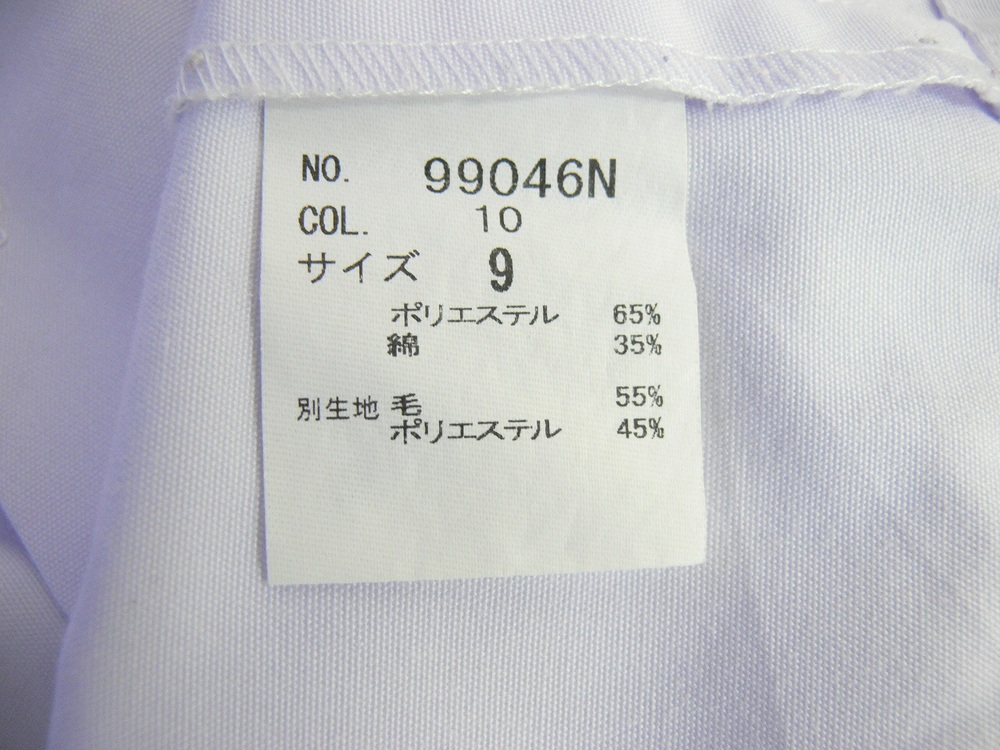 NO. 99046N
COL. 10
サイズ 9
ポリエステル 65%
綿 35%
別生地 毛 55%
ポリエステル 45%